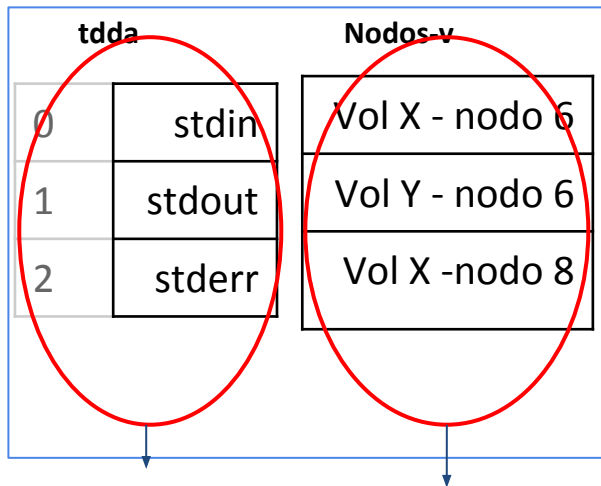 tdda
Nodos-v
0 stdin
1 stdout
2 stderr
Vol X - nodo 6
Vol Y - nodo 6
Vol X -nodo 8